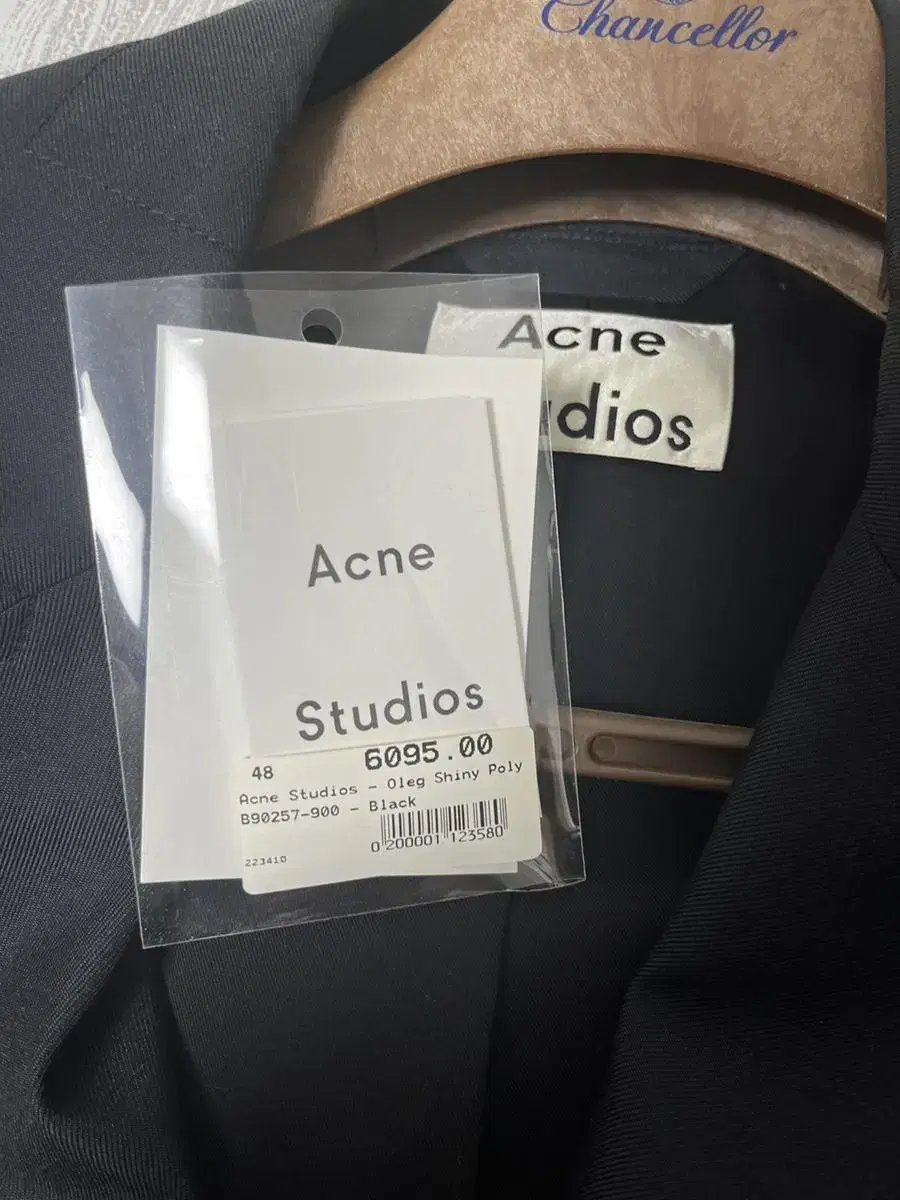 Chancellor
Acne
dios
Acne
Studios
48
6095.00
Acne Studios - Oleg Shiny Poly
B90257-900 - Black
0 200001 123580
223410